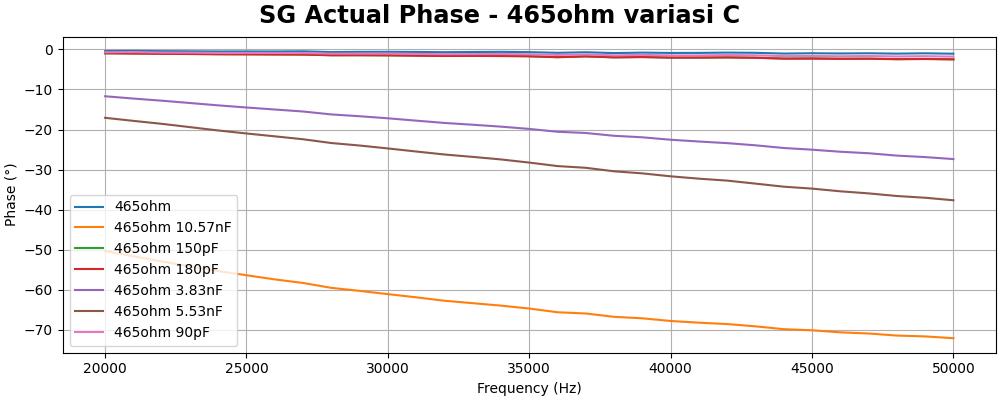 SG Actual Phase - 465ohm variasi C
Phase (°)
0
−10
−20
−30
−40
−50
−60
−70
465ohm
465ohm 10.57nF
465ohm 150pF
465ohm 180pF
465ohm 3.83nF
465ohm 5.53nF
465ohm 90pF
20000 25000 30000 35000 40000 45000 50000
Frequency (Hz)